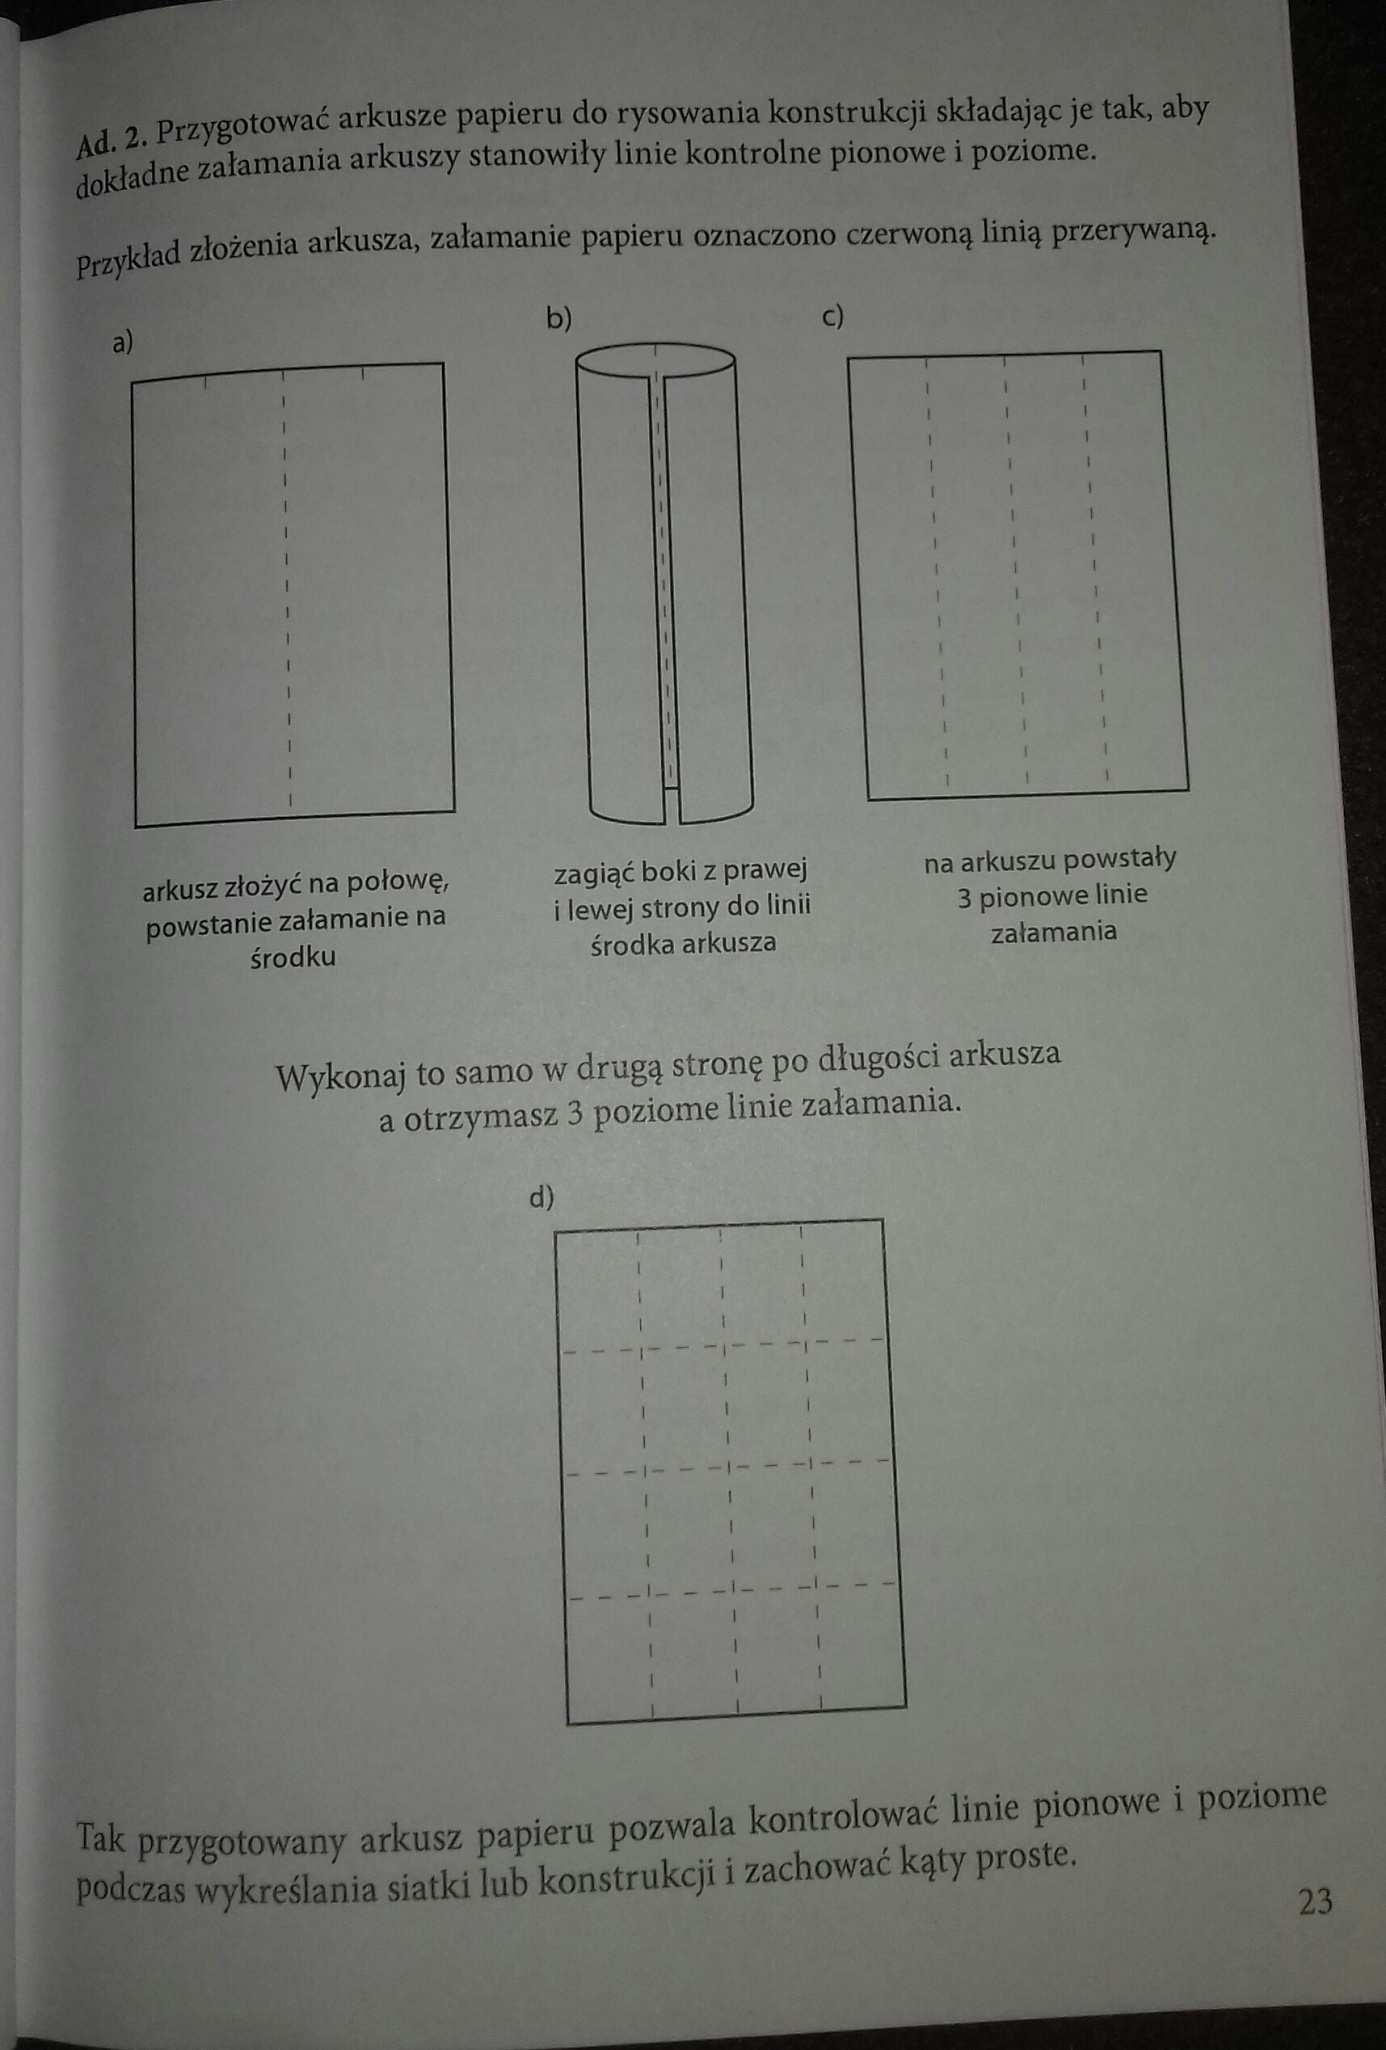 Ad. 2. Przygotować arkusze papieru do rysowania konstrukcji składając je tak, aby
dokładne załamania arkuszy stanowiły linie kontrolne pionowe i poziome.
Przykład złożenia arkusza, załamanie papieru oznaczono czerwoną linią przerywaną.
a)
b)
c)
arkusz złożyć na połowę,
powstanie załamanie na
środku
zagiąć boki z prawej
i lewej strony do linii
środka arkusza
na arkuszu powstały
3 pionowe linie
załamania
Wykonaj to samo w drugą stronę po długości arkusza
a otrzymasz 3 poziome linie załamania.
d)
Tak przygotowany arkusz papieru pozwala kontrolować linie pionowe i poziome
podczas wykreślania siatki lub konstrukcji i zachować kąty proste.
23